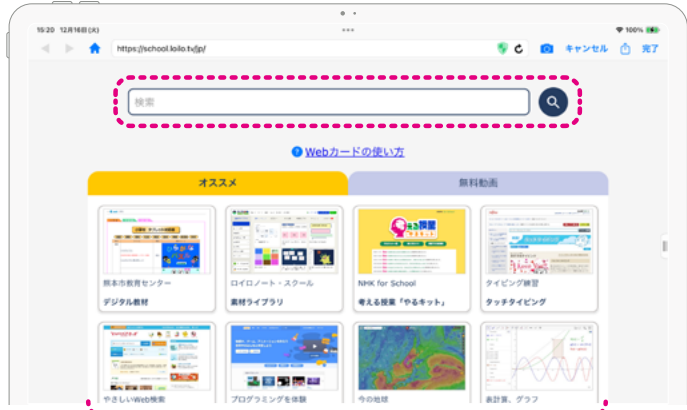 15:20 12月16日(火)
100%
https://school.loilo.tv/jp/
キャンセル
完了
検索
Webカードの使い方
オススメ
無料動画
熊本市教育センター
デジタル教材
ロイロノート・スクール
素材ライブラリ
NHK for School
考える授業「やるキット」
タイピング練習
タッチタイピング
やさしいWeb検索
プログラミングを体験
今の地球
表計算、グラフ